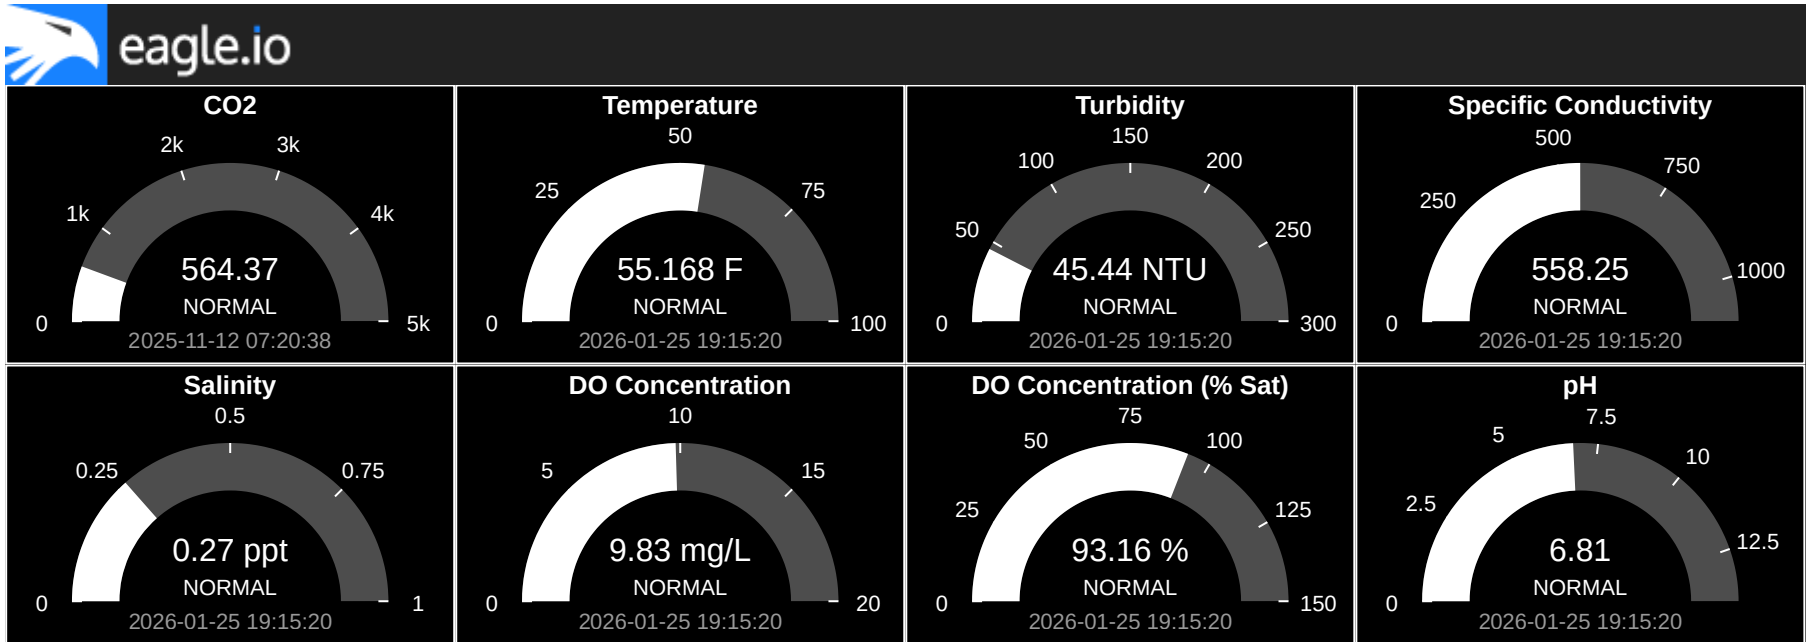 eagle.io
CO2
0
1k
2k
3k
4k
5k
564.37
NORMAL
2025-11-12 07:20:38
Temperature
0
25
50
75
100
55.168 F
NORMAL
2026-01-25 19:15:20
Turbidity
0
50
100
150
200
250
300
45.44 NTU
NORMAL
2026-01-25 19:15:20
Specific Conductivity
0
250
500
750
1000
558.25
NORMAL
2026-01-25 19:15:20
Salinity
0
0.25
0.5
0.75
1
0.27 ppt
NORMAL
2026-01-25 19:15:20
DO Concentration
0
5
10
15
20
9.83 mg/L
NORMAL
2026-01-25 19:15:20
DO Concentration (% Sat)
0
25
50
75
100
125
150
93.16 %
NORMAL
2026-01-25 19:15:20
pH
0
2.5
5
7.5
10
12.5
6.81
NORMAL
2026-01-25 19:15:20